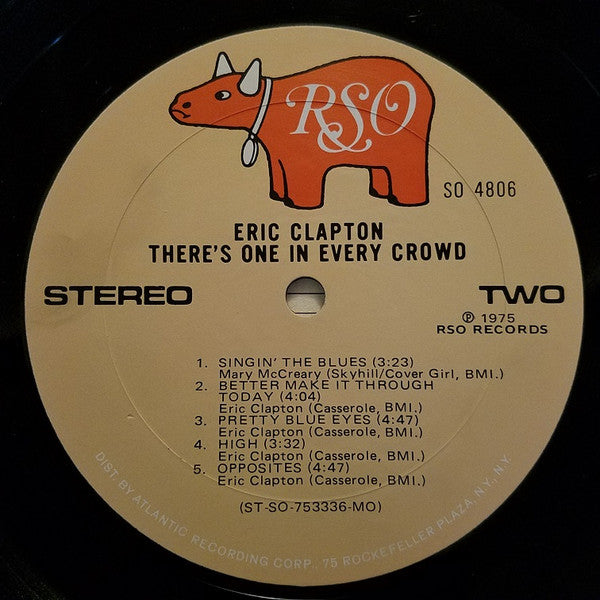 RSO
SO 4806
ERIC CLAPTON
THERE'S ONE IN EVERY CROWD
STEREO
TWO
℗ 1975
RSO RECORDS
1. SINGIN' THE BLUES (3:23)
Mary McCreary (Skyhill/Cover Girl, BMI.)
2. BETTER MAKE IT THROUGH
TODAY (4:04)
Eric Clapton (Casserole, BMI.)
3. PRETTY BLUE EYES (4:47)
Eric Clapton (Casserole, BMI.)
4. HIGH (3:32)
Eric Clapton (Casserole, BMI.)
5. OPPOSITES (4:47)
Eric Clapton (Casserole, BMI.)
(ST-SO-753336-MO)
DIST. BY ATLANTIC RECORDING CORP., 75 ROCKEFELLER PLAZA, N.Y., N.Y.